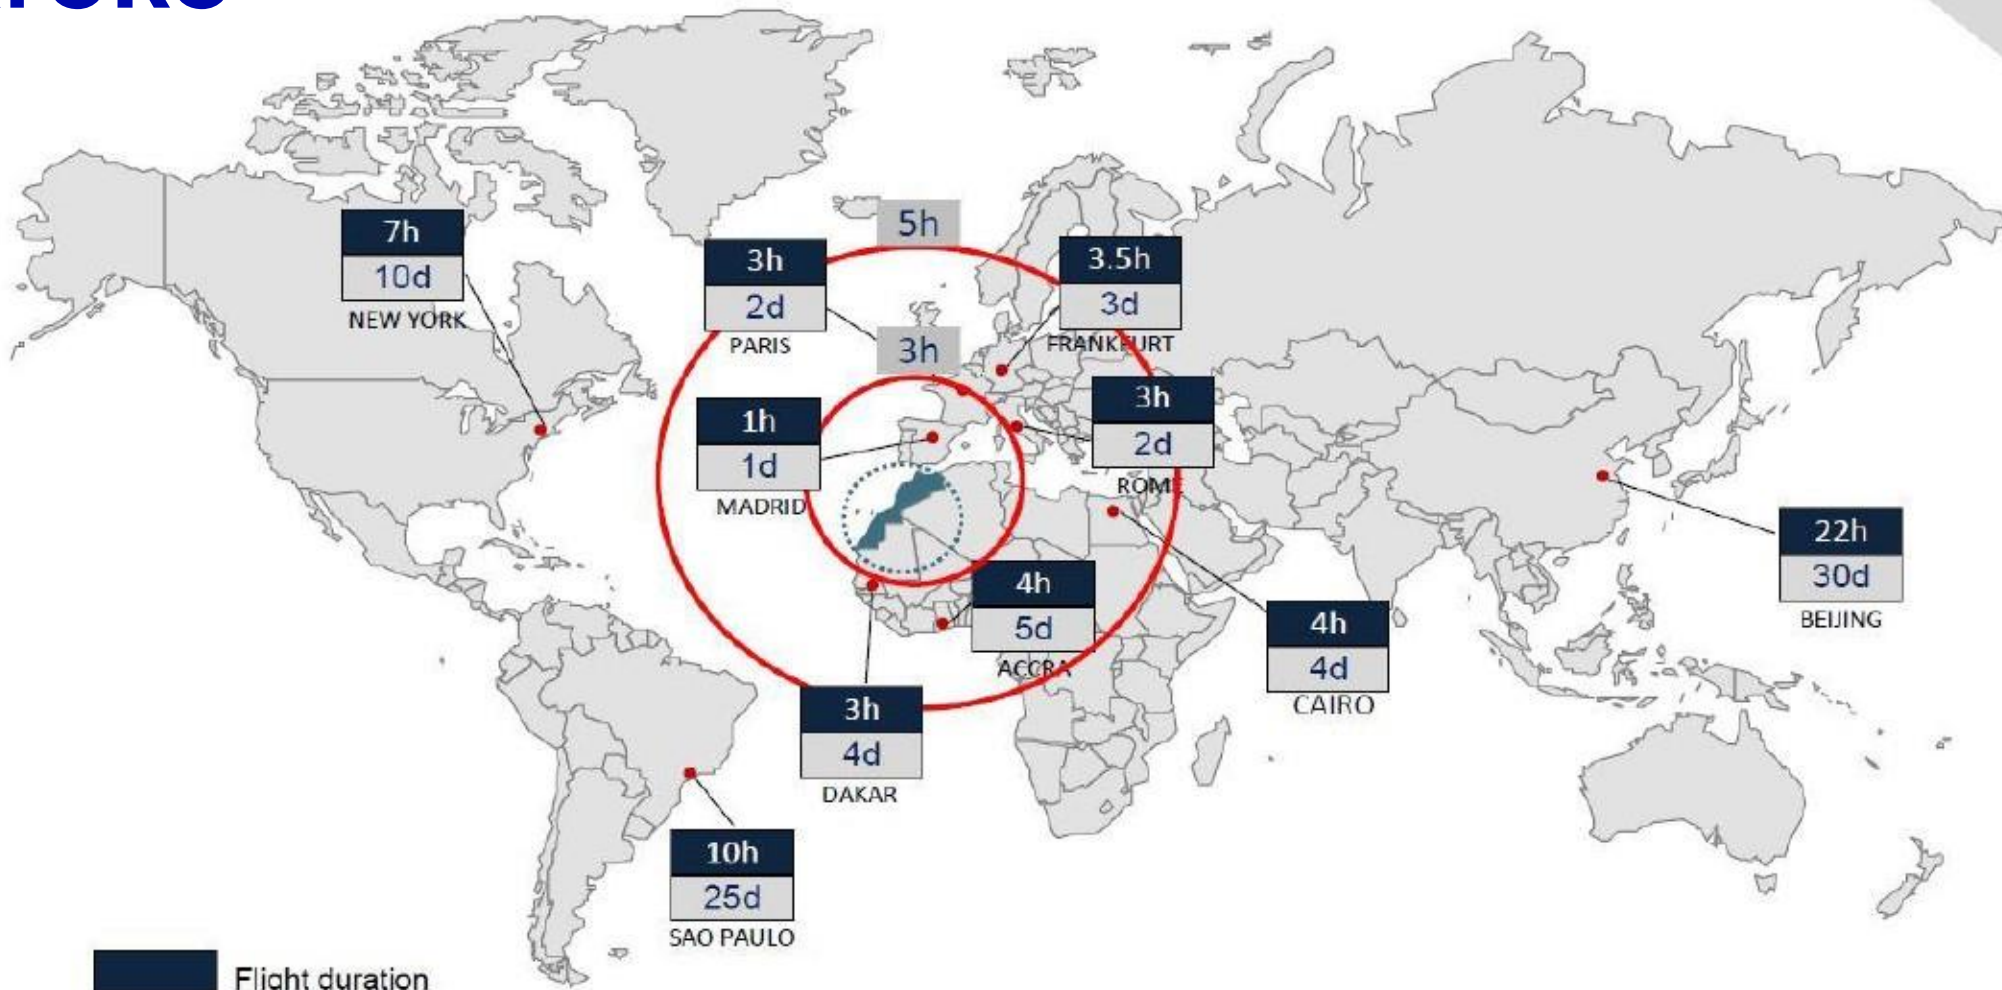 5h
7h
10d
NEW YORK
3h
2d
PARIS
3.5h
3d
FRANKFURT
3h
1h
1d
MADRID
3h
2d
ROME
22h
30d
BEIJING
4h
5d
ACCRA
4h
4d
CAIRO
3h
4d
DAKAR
10h
25d
SAO PAULO
Flight duration